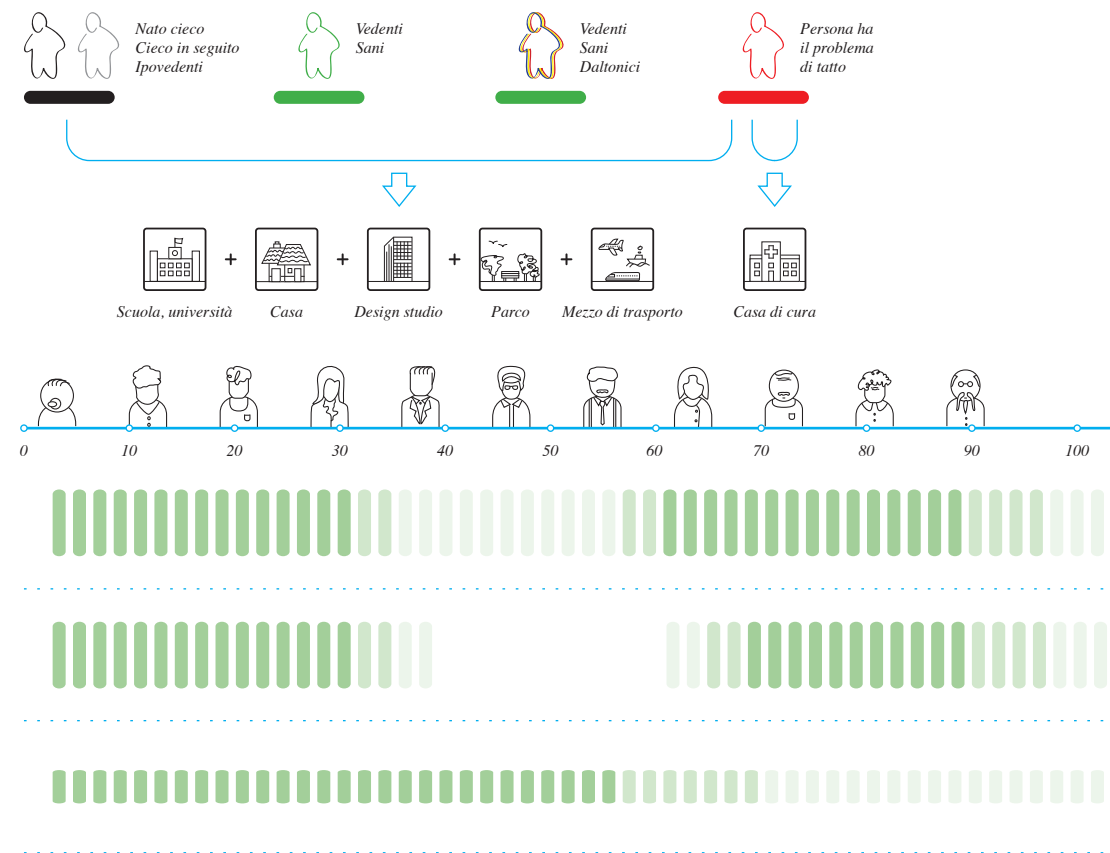 Nato cieco
Cieco in seguito
Ipovedenti
Vedenti
Sani
Vedenti
Sani
Daltonici
Persona ha
il problema
di tatto
+ + + +
Scuola, università Casa Design studio Parco Mezzo di trasporto Casa di cura
0 10 20 30 40 50 60 70 80 90 100